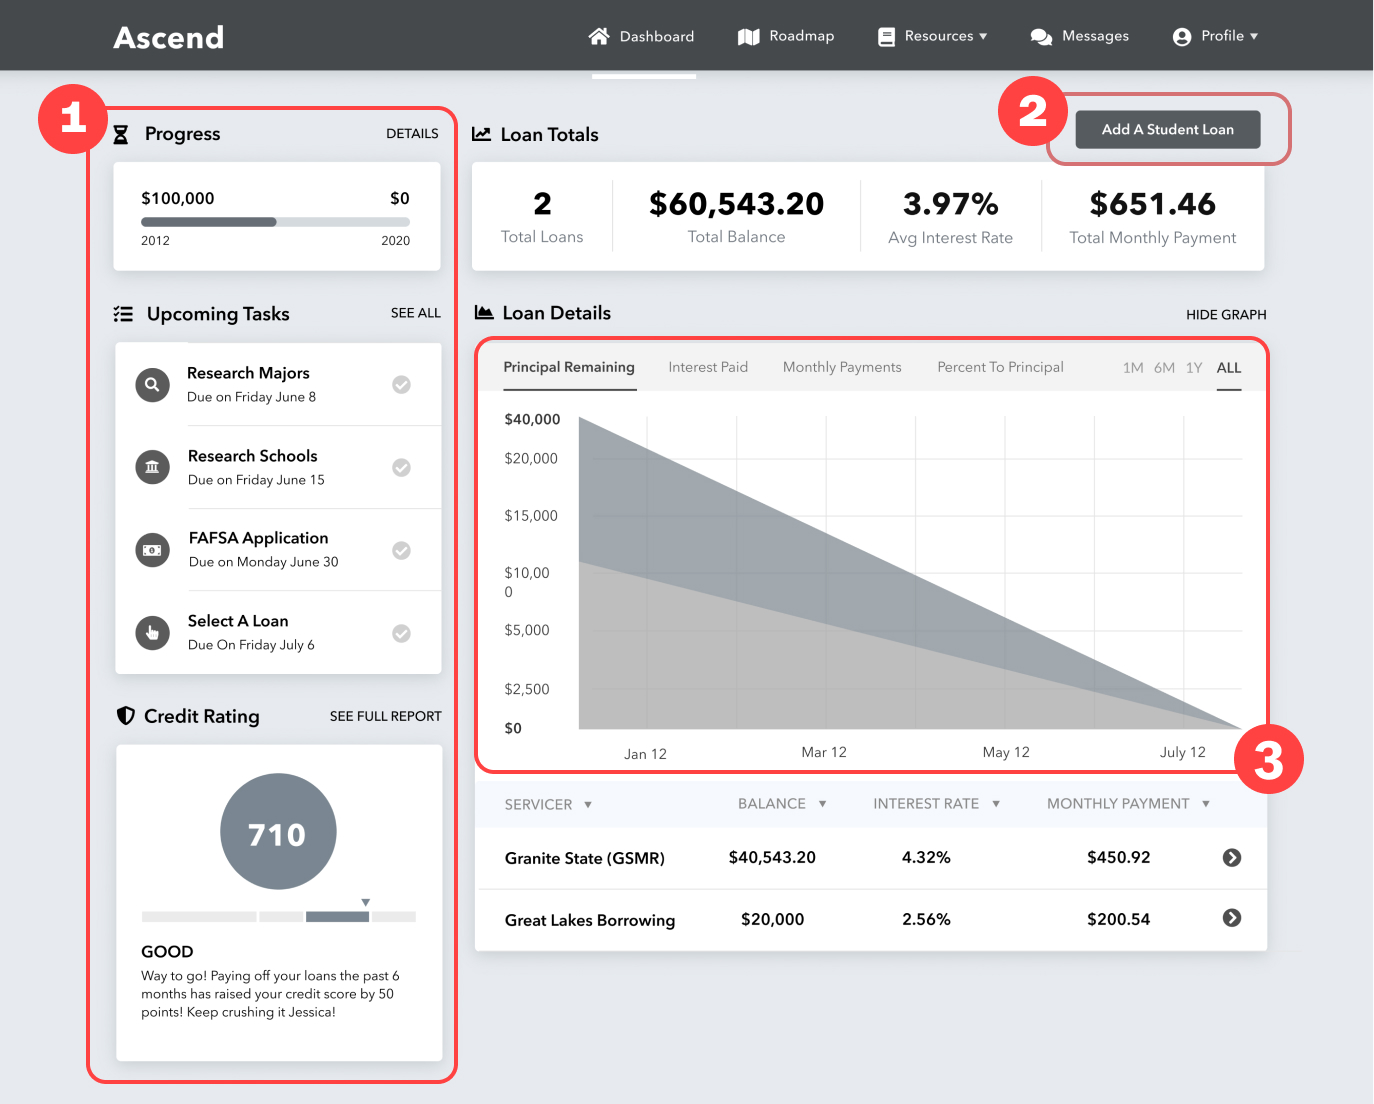 Ascend
Dashboard
Roadmap
Resources
Messages
Profile
1
Progress
DETAILS
$100,000
$0
2012
2020
Upcoming Tasks
SEE ALL
Research Majors
Due on Friday June 8
Research Schools
Due on Friday June 15
FAFSA Application
Due on Monday June 30
Select A Loan
Due On Friday July 6
Credit Rating
SEE FULL REPORT
710
GOOD
Way to go! Paying off your loans the past 6
months has raised your credit score by 50
points! Keep crushing it Jessica!
Loan Totals
2
Add A Student Loan
2
Total Loans
$60,543.20
Total Balance
3.97%
Avg Interest Rate
$651.46
Total Monthly Payment
Loan Details
HIDE GRAPH
Principal Remaining
Interest Paid
Monthly Payments
Percent To Principal
1M
6M
1Y
ALL
$40,000
$20,000
$15,000
$10,00
0
$5,000
$2,500
$0
Jan 12
Mar 12
May 12
July 12
3
SERVICER
BALANCE
INTEREST RATE
MONTHLY PAYMENT
Granite State (GSMR)
$40,543.20
4.32%
$450.92
Great Lakes Borrowing
$20,000
2.56%
$200.54